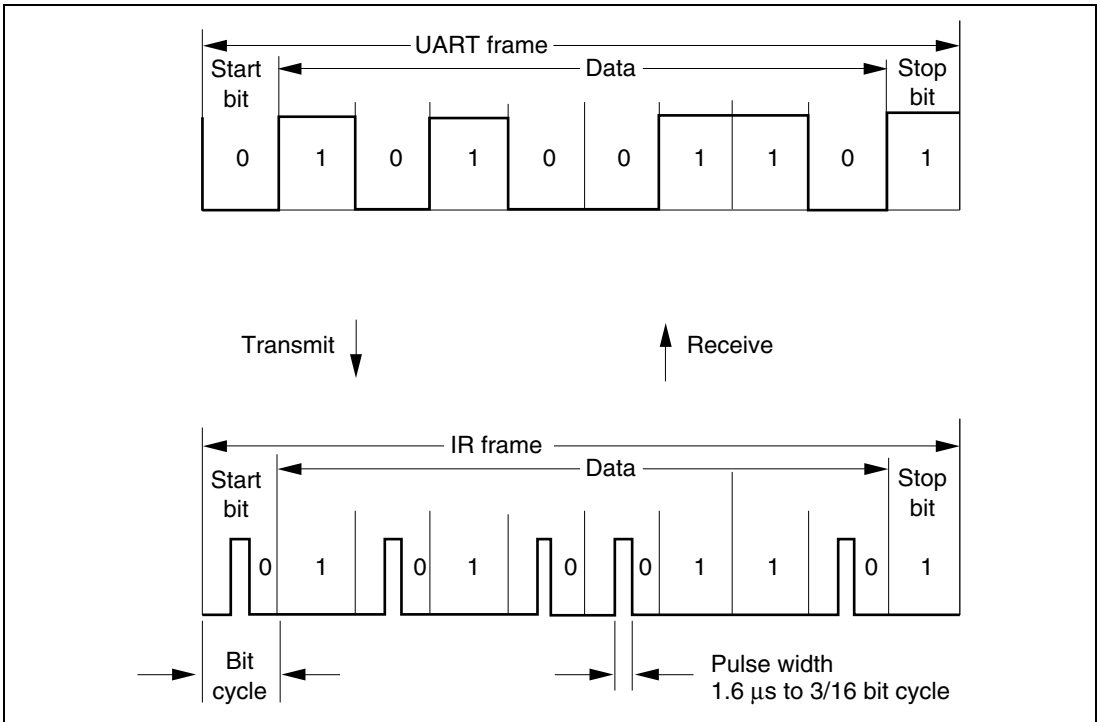 UART frame
Start
bit
Data
Stop
bit
0 1 0 1 0 0 1 1 0 1
Transmit
Receive
IR frame
Start
bit
Data
Stop
bit
0 1 0 1 0 0 1 1 0 1
Bit
cycle
Pulse width
1.6 μs to 3/16 bit cycle